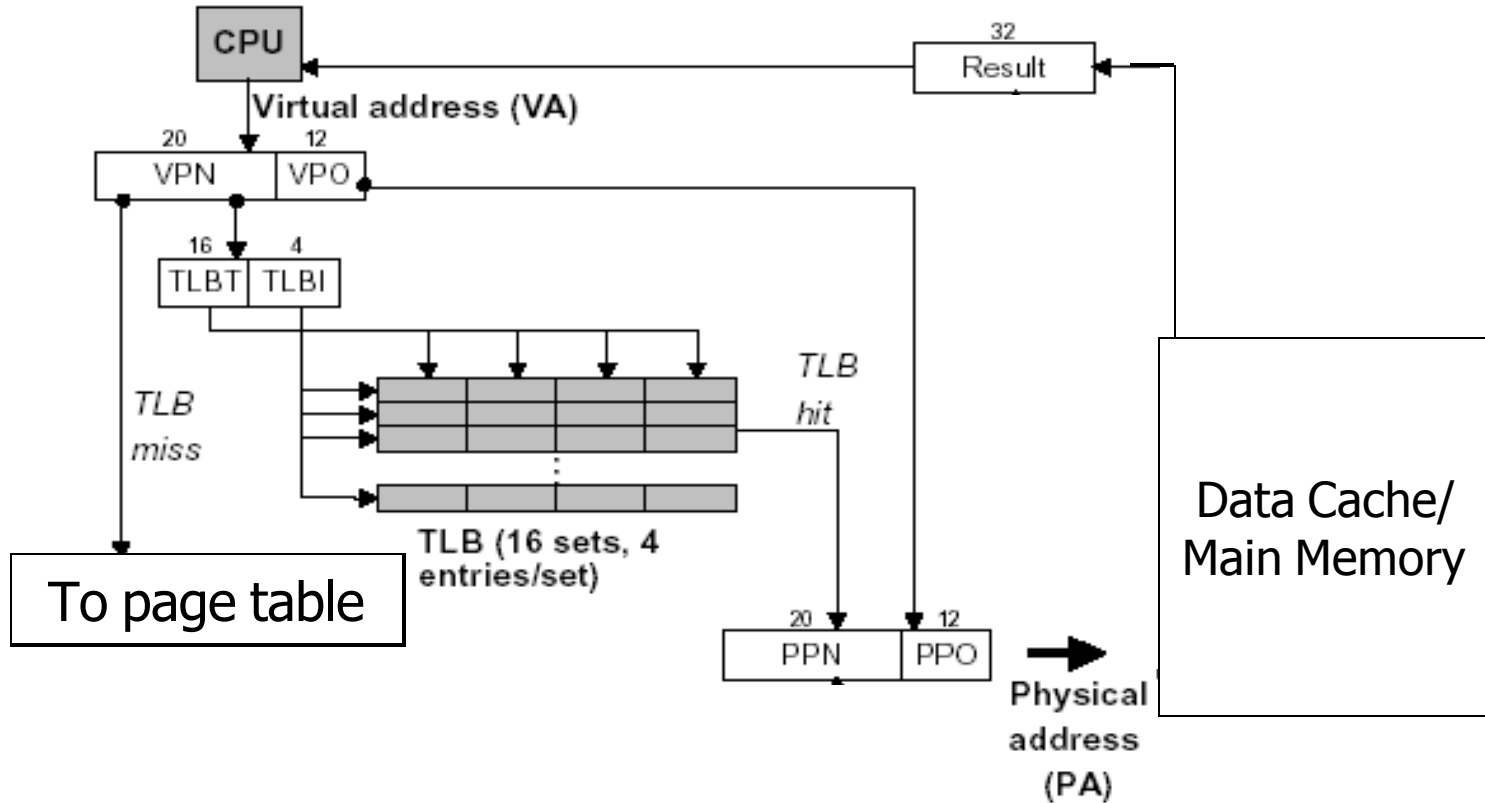 CPU
32
Result
Virtual address (VA)
20 12
VPN VPO
16 4
TLBT TLBI
TLB
miss
TLB
hit
TLB (16 sets, 4
entries/set)
To page table
Data Cache/
Main Memory
20 12
PPN PPO
Physical
address
(PA)